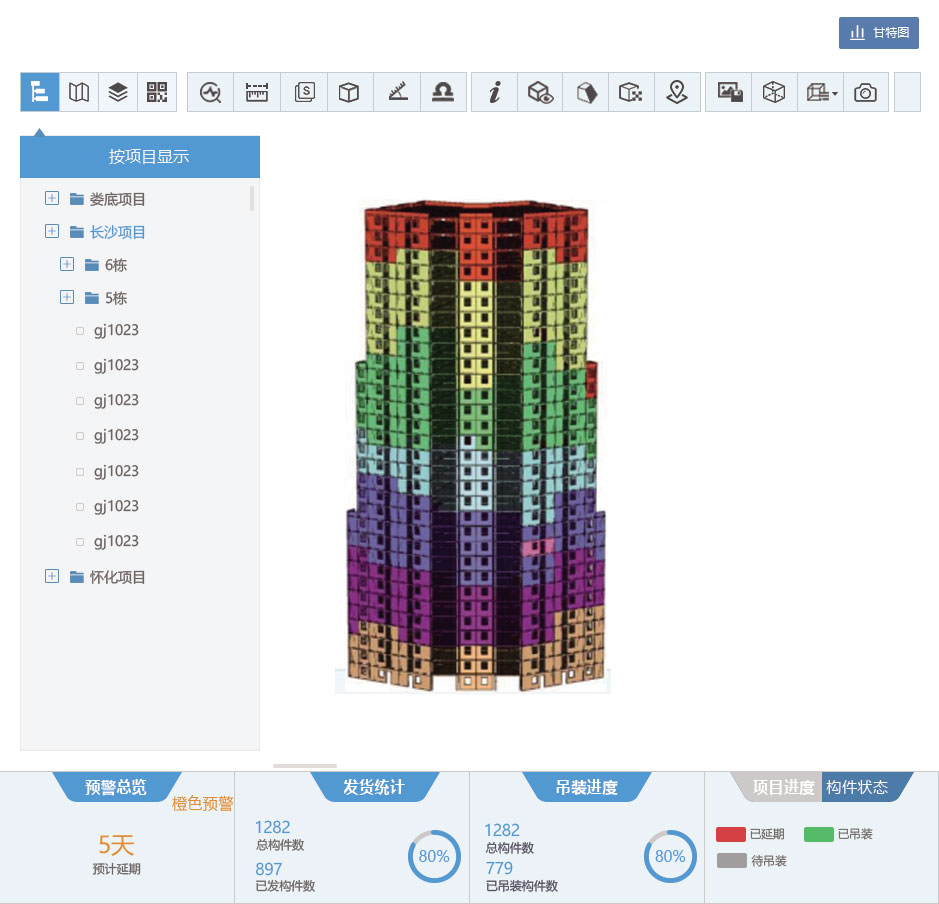 甘特图
S
i
按项目显示
娄底项目
长沙项目
6栋
5栋
gj1023
gj1023
gj1023
gj1023
gj1023
gj1023
gj1023
怀化项目
预警总览
橙色预警
5天
预计延期
发货统计
1282
总构件数
897
已发构件数
80%
吊装进度
1282
总构件数
779
已吊装构件数
80%
项目进度 构件状态
已延期 已吊装
待吊装